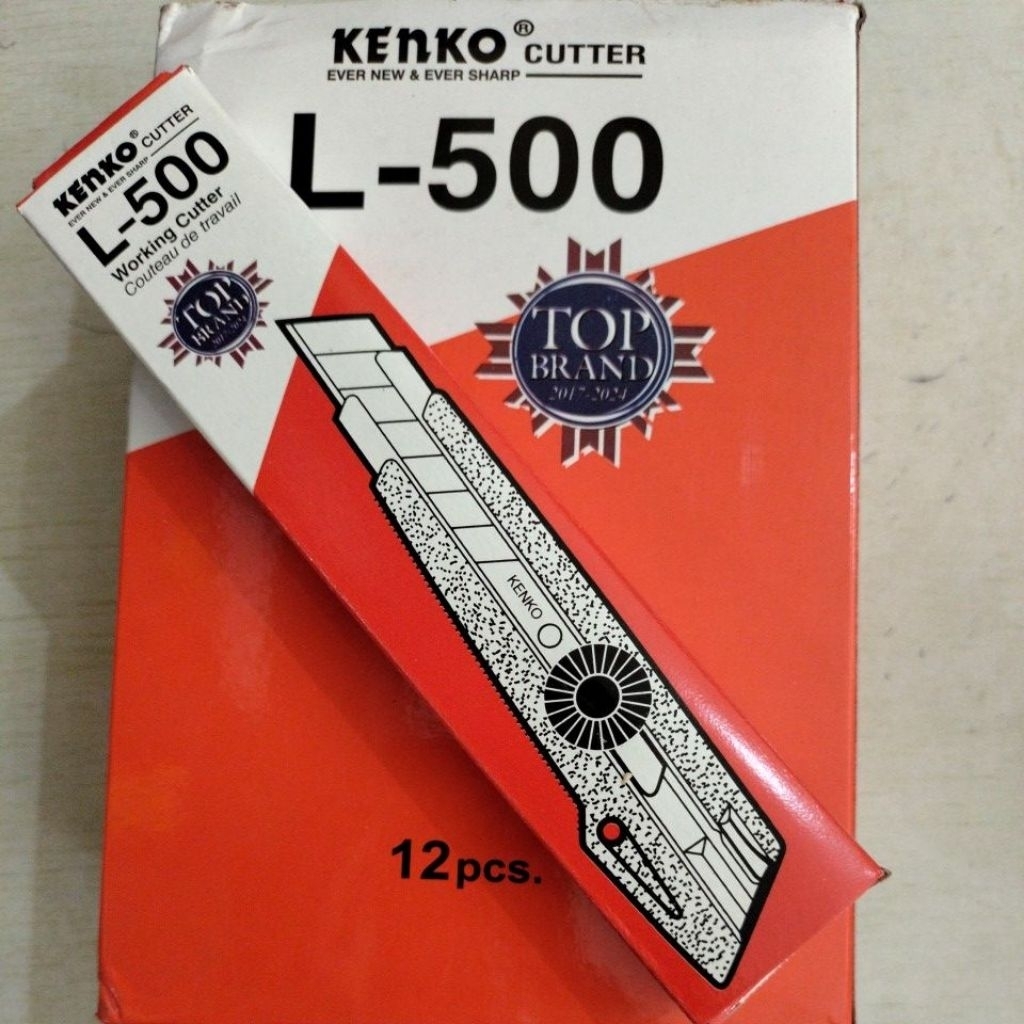 KENKO® CUTTER
EVER NEW & EVER SHARP
L-500
TOP
BRAND
2017-2024
12pcs.
KENKO® CUTTER
EVER NEW & EVER SHARP
L-500
Working Cutter
Couteau de travail
TOP
BRAND
KENKO